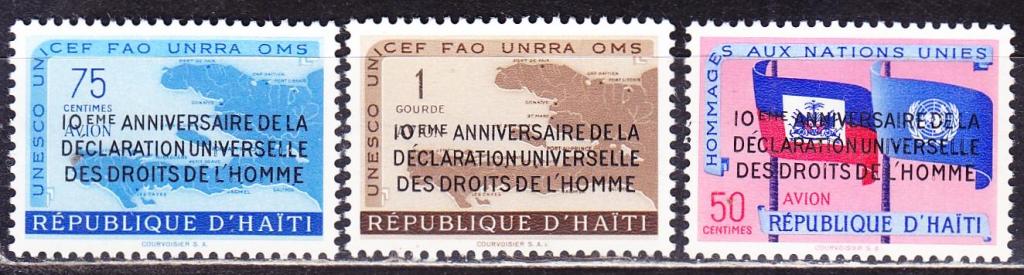 UNESCO UNICEF FAO UNRRA OMS
75
CENTIMES
AVION
10EME ANNIVERSAIRE DE LA
DÉCLARATION UNIVERSELLE
DES DROITS DE L'HOMME
RÉPUBLIQUE D'HAÏTI
COURVOISIER S.A.
UNESCO UNICEF FAO UNRRA OMS
1
GOURDE
10EME ANNIVERSAIRE DE LA
DÉCLARATION UNIVERSELLE
DES DROITS DE L'HOMME
RÉPUBLIQUE D'HAÏTI
COURVOISIER S.A.
HOMMAGES AUX NATIONS UNIES
10EME ANNIVERSAIRE DE LA
DÉCLARATION UNIVERSELLE
DES DROITS DE L'HOMME
50
CENTIMES
AVION
RÉPUBLIQUE D'HAÏTI
COURVOISIER S.A.